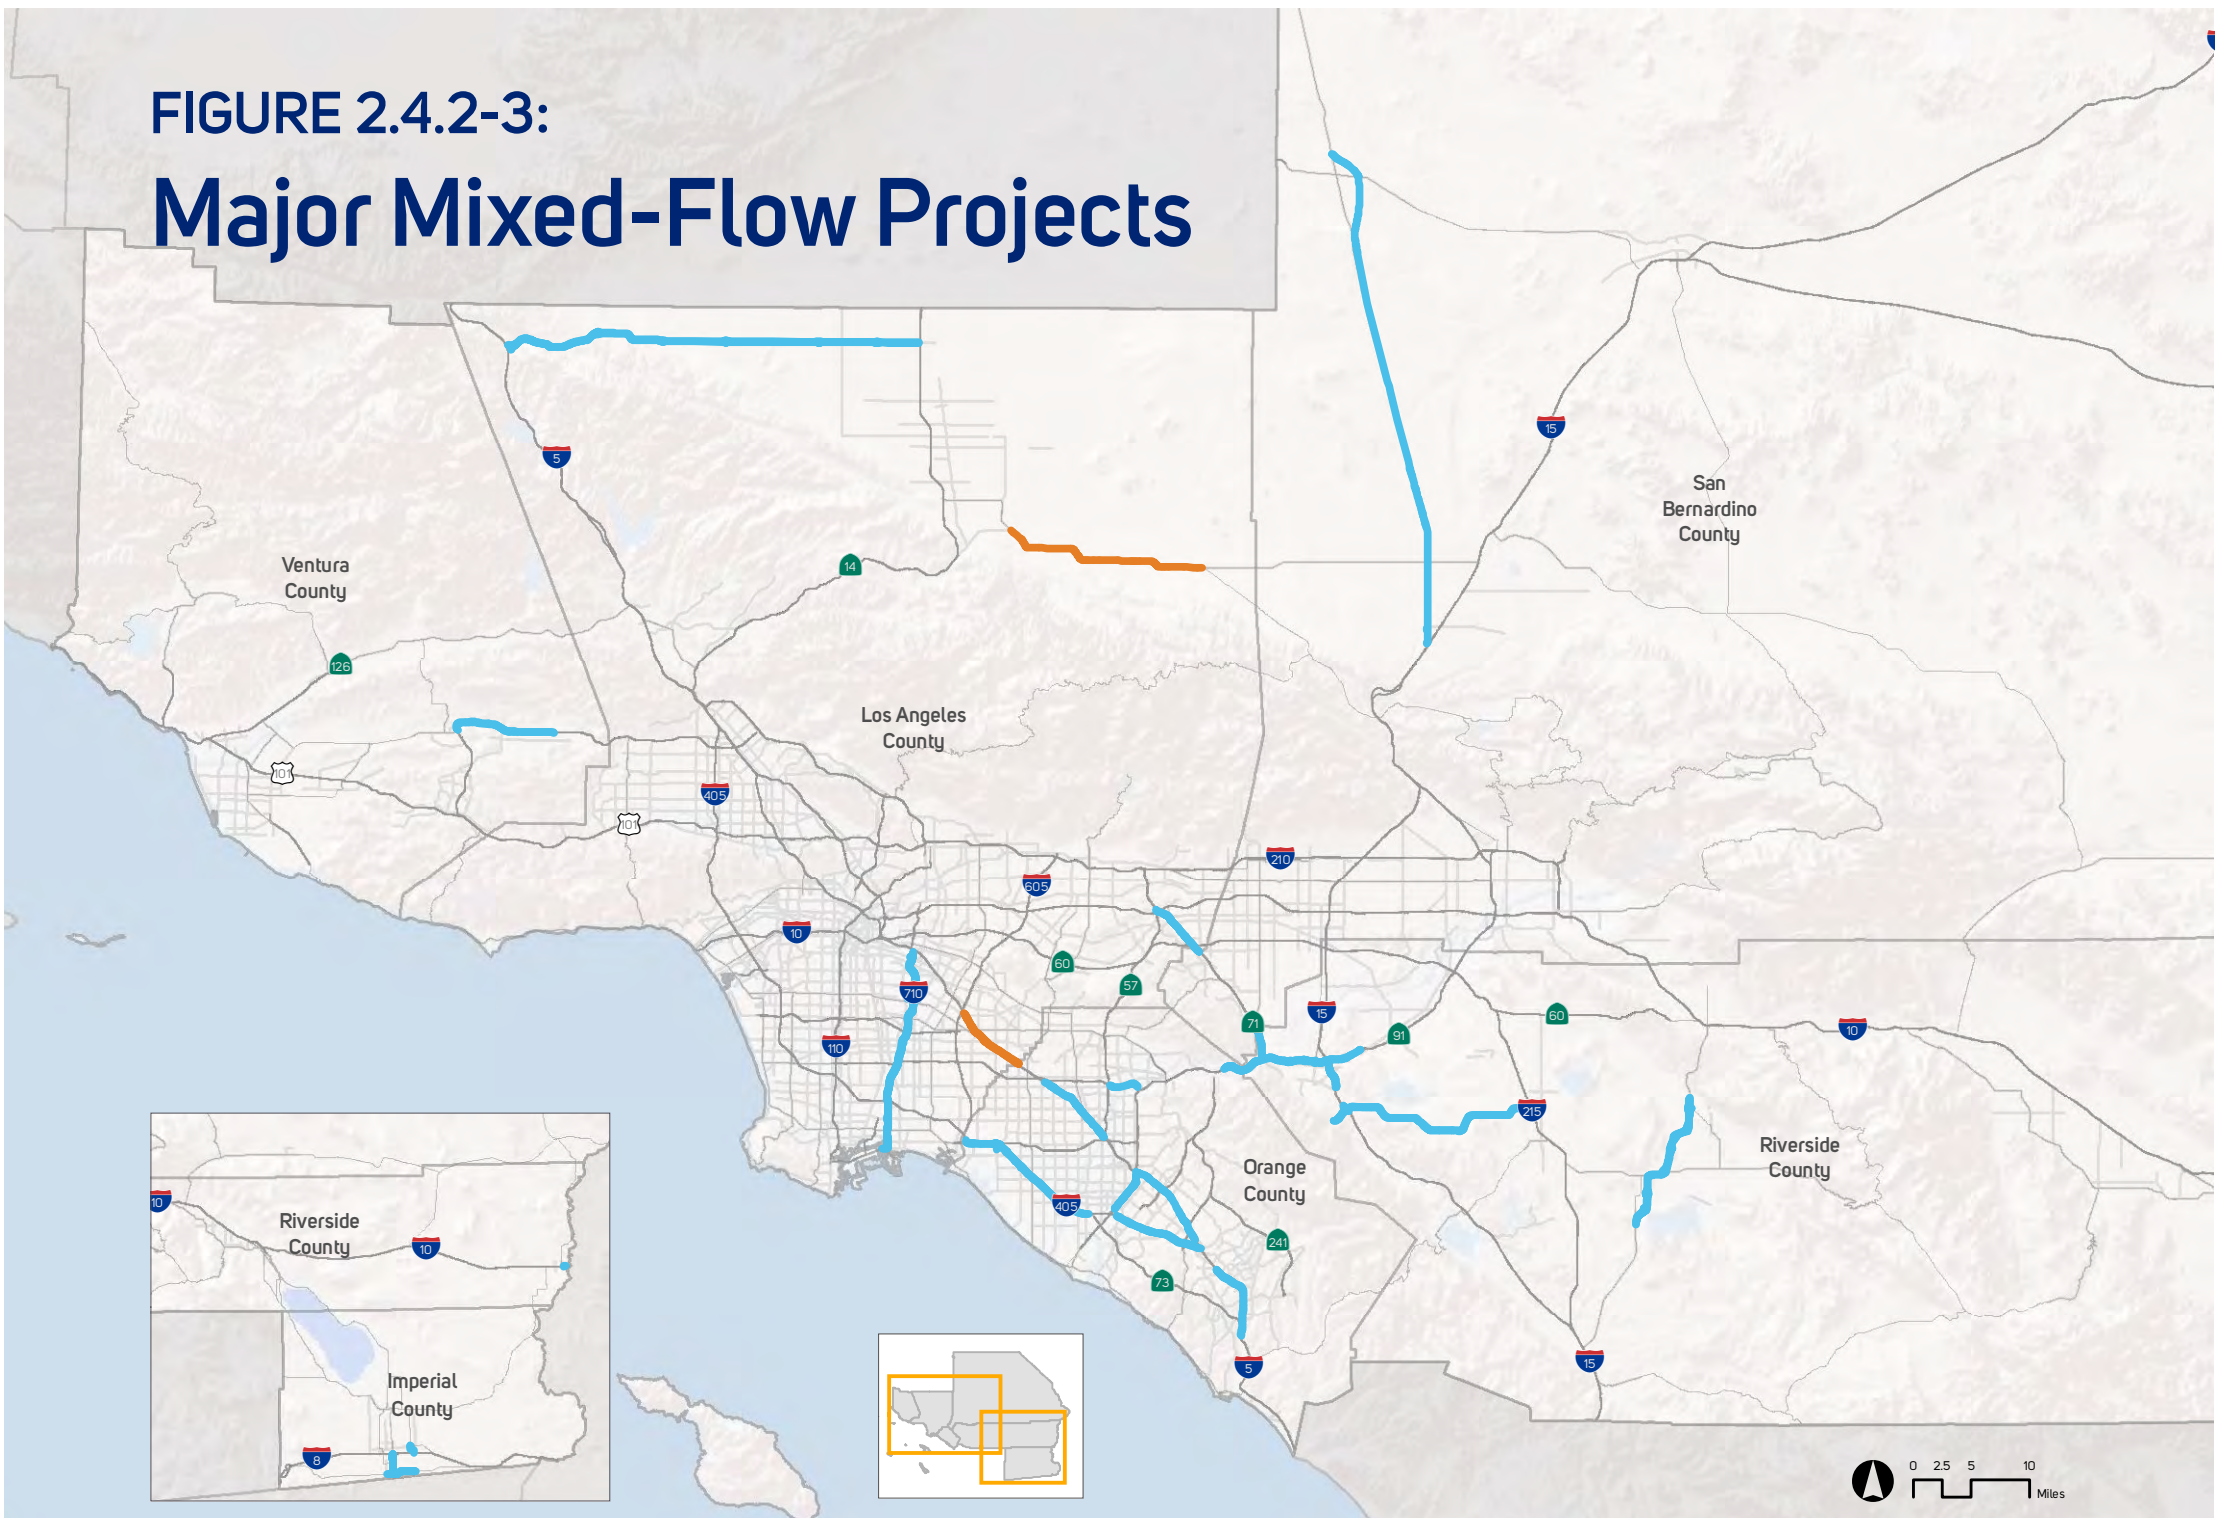 FIGURE 2.4.2-3:
Major Mixed-Flow Projects
15
5
San
Bernardino
County
14
Ventura
County
126
Los Angeles
County
101
405
101
210
605
10
60
57
710
15
71
60
91
10
110
215
Riverside
County
Orange
County
405
241
73
5
15
10
Riverside
County
10
Imperial
County
8
0 2.5 5 10
Miles